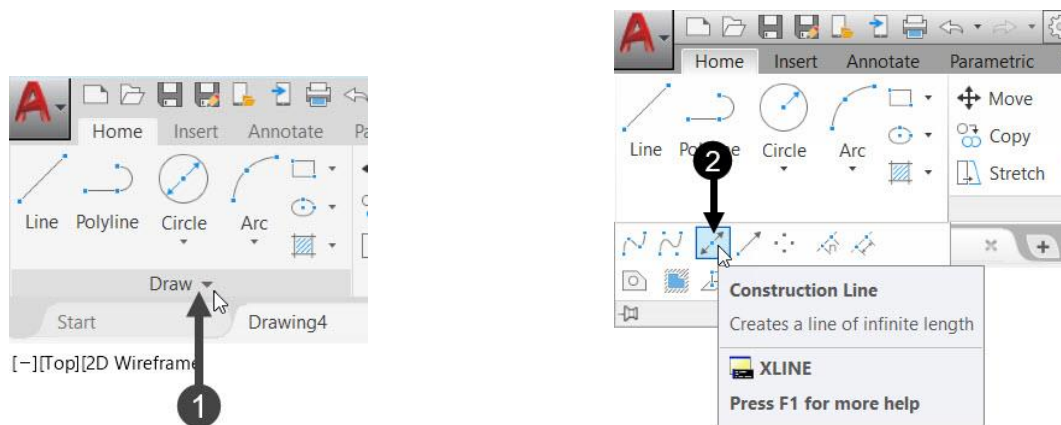 Home Insert Annotate
Line Polyline Circle Arc
Draw
Start Drawing4
[−][Top][2D Wireframe
1
Home Insert Annotate Parametric
Move
Line Circle Arc
Copy
2
Stretch
Construction Line
Creates a line of infinite length
XLINE
Press F1 for more help